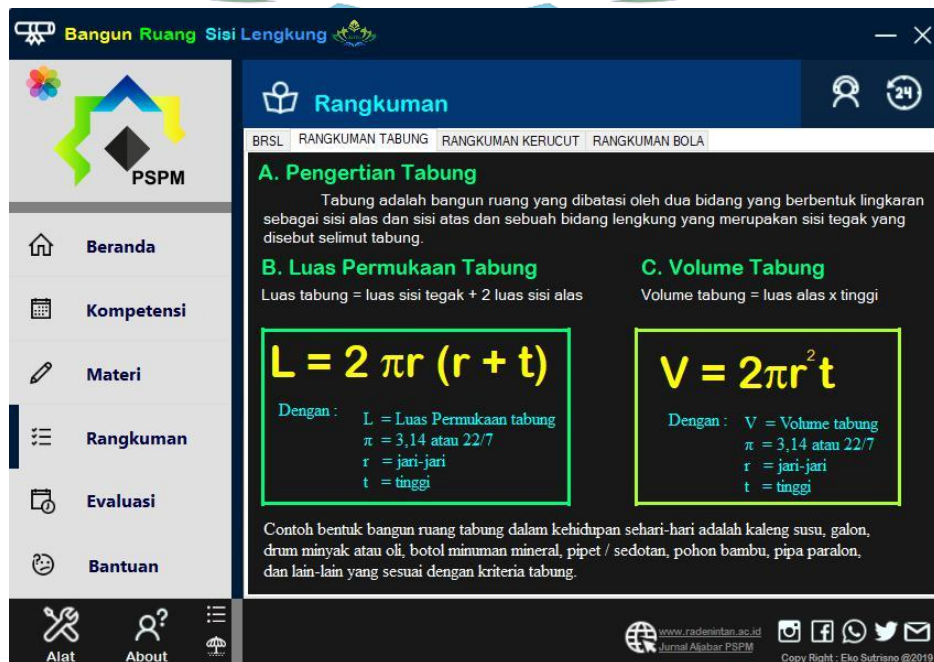 Bangun Ruang Sisi Lengkung
PSPM
Rangkuman
24
BRSL RANGKUMAN TABUNG RANGKUMAN KERUCUT RANGKUMAN BOLA
Beranda
Kompetensi
Materi
Rangkuman
Evaluasi
Bantuan
Alat
About
A. Pengertian Tabung
Tabung adalah bangun ruang yang dibatasi oleh dua bidang yang berbentuk lingkaran
sebagai sisi alas dan sisi atas dan sebuah bidang lengkung yang merupakan sisi tegak yang
disebut selimut tabung.
B. Luas Permukaan Tabung
Luas tabung = luas sisi tegak + 2 luas sisi alas
L = 2 πr (r + t)
Dengan :
L = Luas Permukaan tabung
π = 3,14 atau 22/7
r = jari-jari
t = tinggi
C. Volume Tabung
Volume tabung = luas alas x tinggi
V = 2πr²t
Dengan :
V = Volume tabung
π = 3,14 atau 22/7
r = jari-jari
t = tinggi
Contoh bentuk bangun ruang tabung dalam kehidupan sehari-hari adalah kaleng susu, galon,
drum minyak atau oli, botol minuman mineral, pipet / sedotan, pohon bambu, pipa paralon,
dan lain-lain yang sesuai dengan kriteria tabung.
www.radenintan.ac.id
Jurnal Aljabar PSPM
Copy Right : Eko Sutrisno @2019